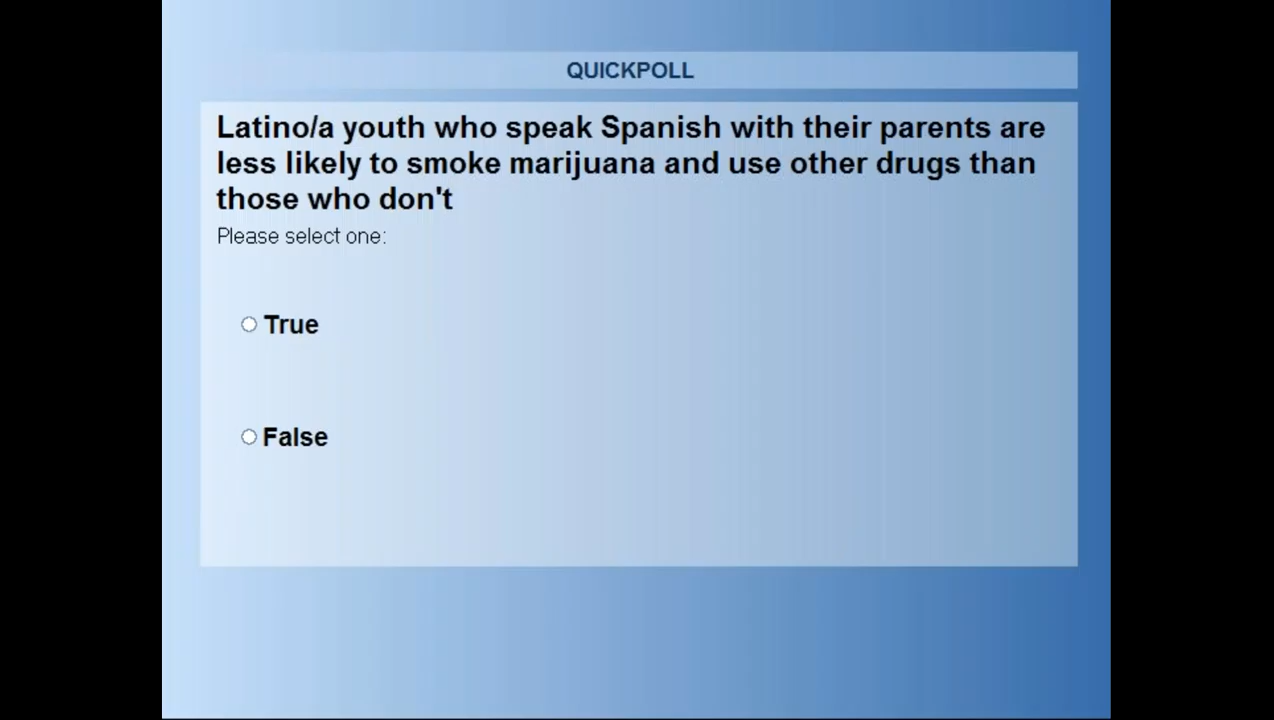 QUICKPOLL
Latino/a youth who speak Spanish with their parents are
less likely to smoke marijuana and use other drugs than
those who don't
Please select one:
True
False